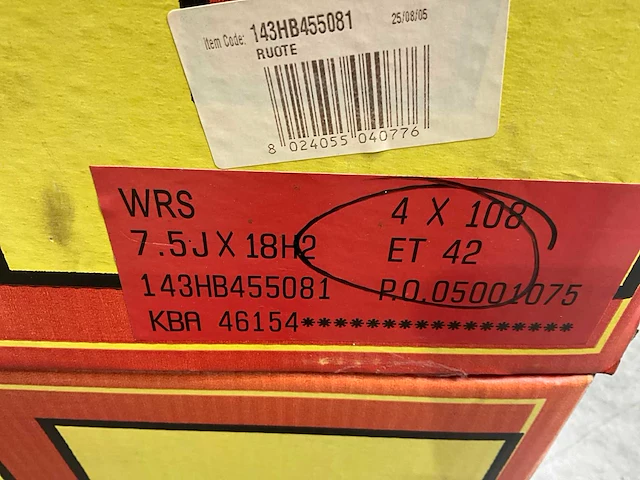 Item Code: 143HB455081 25/08/05
RUOTE
8 024055 040776
WRS 4 X 108
7.5J X 18H2 ET 42
143HB455081 P.O.05001075
KBA 46154*********************